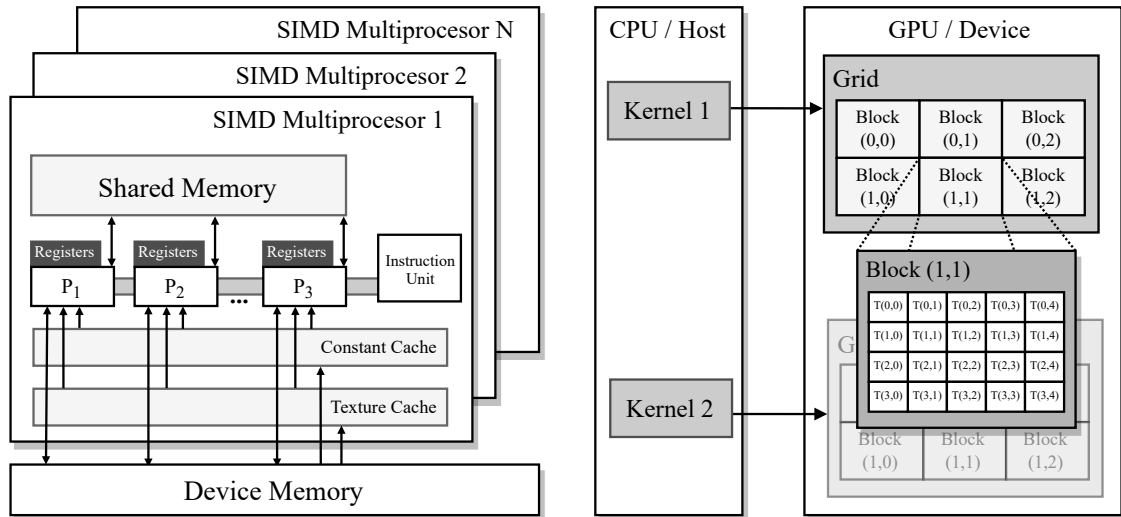 SIMD Multiprocesor N
SIMD Multiprocesor 2
SIMD Multiprocesor 1
Shared Memory
Registers
Registers
Registers
P1
P2
...
P3
Instruction
Unit
Constant Cache
Texture Cache
Device Memory
CPU / Host
Kernel 1
Kernel 2
GPU / Device
Grid
Block
(0,0)
Block
(0,1)
Block
(0,2)
Block
(1,0)
Block
(1,1)
Block
(1,2)
Block (1,1)
T(0,0) T(0,1) T(0,2) T(0,3) T(0,4)
T(1,0) T(1,1) T(1,2) T(1,3) T(1,4)
T(2,0) T(2,1) T(2,2) T(2,3) T(2,4)
T(3,0) T(3,1) T(3,2) T(3,3) T(3,4)
G
Block
(1,0)
Block
(1,1)
Block
(1,2)